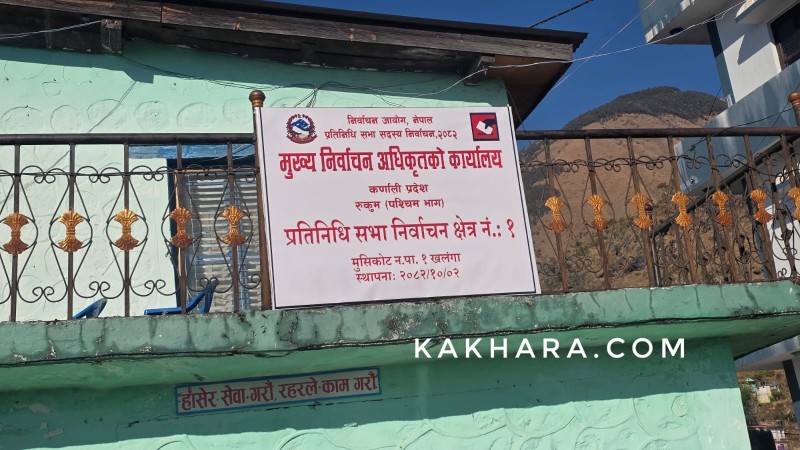 निर्वाचन आयोग, नेपाल
प्रतिनिधि सभा सदस्य निर्वाचन,२०८२
मुख्य निर्वाचन अधिकृतको कार्यालय
कर्णाली प्रदेश
रुकुम (पश्चिम भाग)
प्रतिनिधि सभा निर्वाचन क्षेत्र नं.: १
मुसिकोट न.पा. १ खलंगा
स्थापना: २०८२/१०/०२
KAKHARA.COM
हाँसेर सेवा गरौं, रहरले काम गरौं